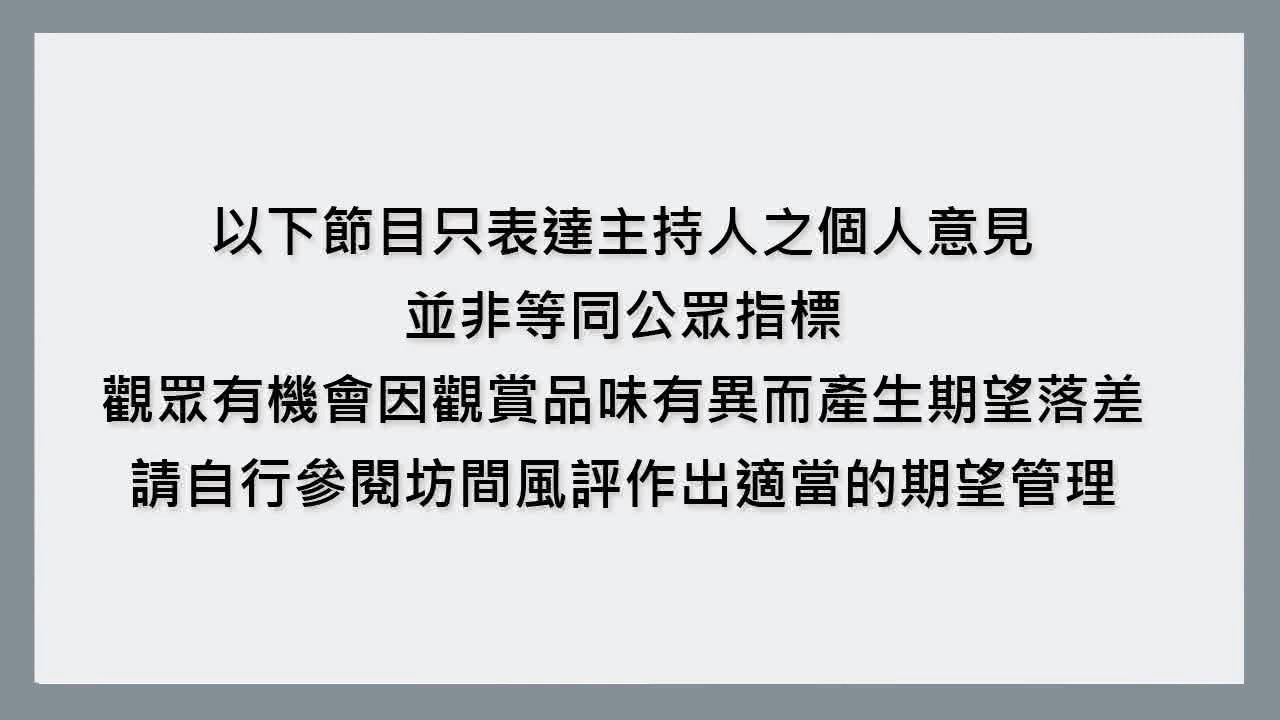 以下節目只表達主持人之個人意見
並非等同公眾指標
觀眾有機會因觀賞品味有異而產生期望落差
請自行參閱坊間風評作出適當的期望管理